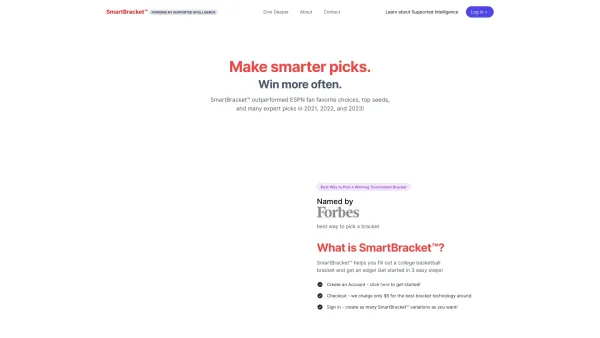 SmartBracket™ POWERED BY SUPPORTED INTELLIGENCE
Dive Deeper
About
Contact
Learn about Supported Intelligence
Log in »
Make smarter picks.
Win more often.
SmartBracket™ outperformed ESPN fan favorite choices, top seeds,
and many expert picks in 2021, 2022, and 2023!
Best Way to Pick a Winning Tournament Bracket
Named by
Forbes
best way to pick a bracket.
What is SmartBracket™?
SmartBracket™ helps you fill out a college basketball
bracket and get an edge! Get started in 3 easy steps!
Create an Account - click here to get started!
Checkout - we charge only $5 for the best bracket technology around.
Sign in - create as many SmartBracket™ variations as you want!